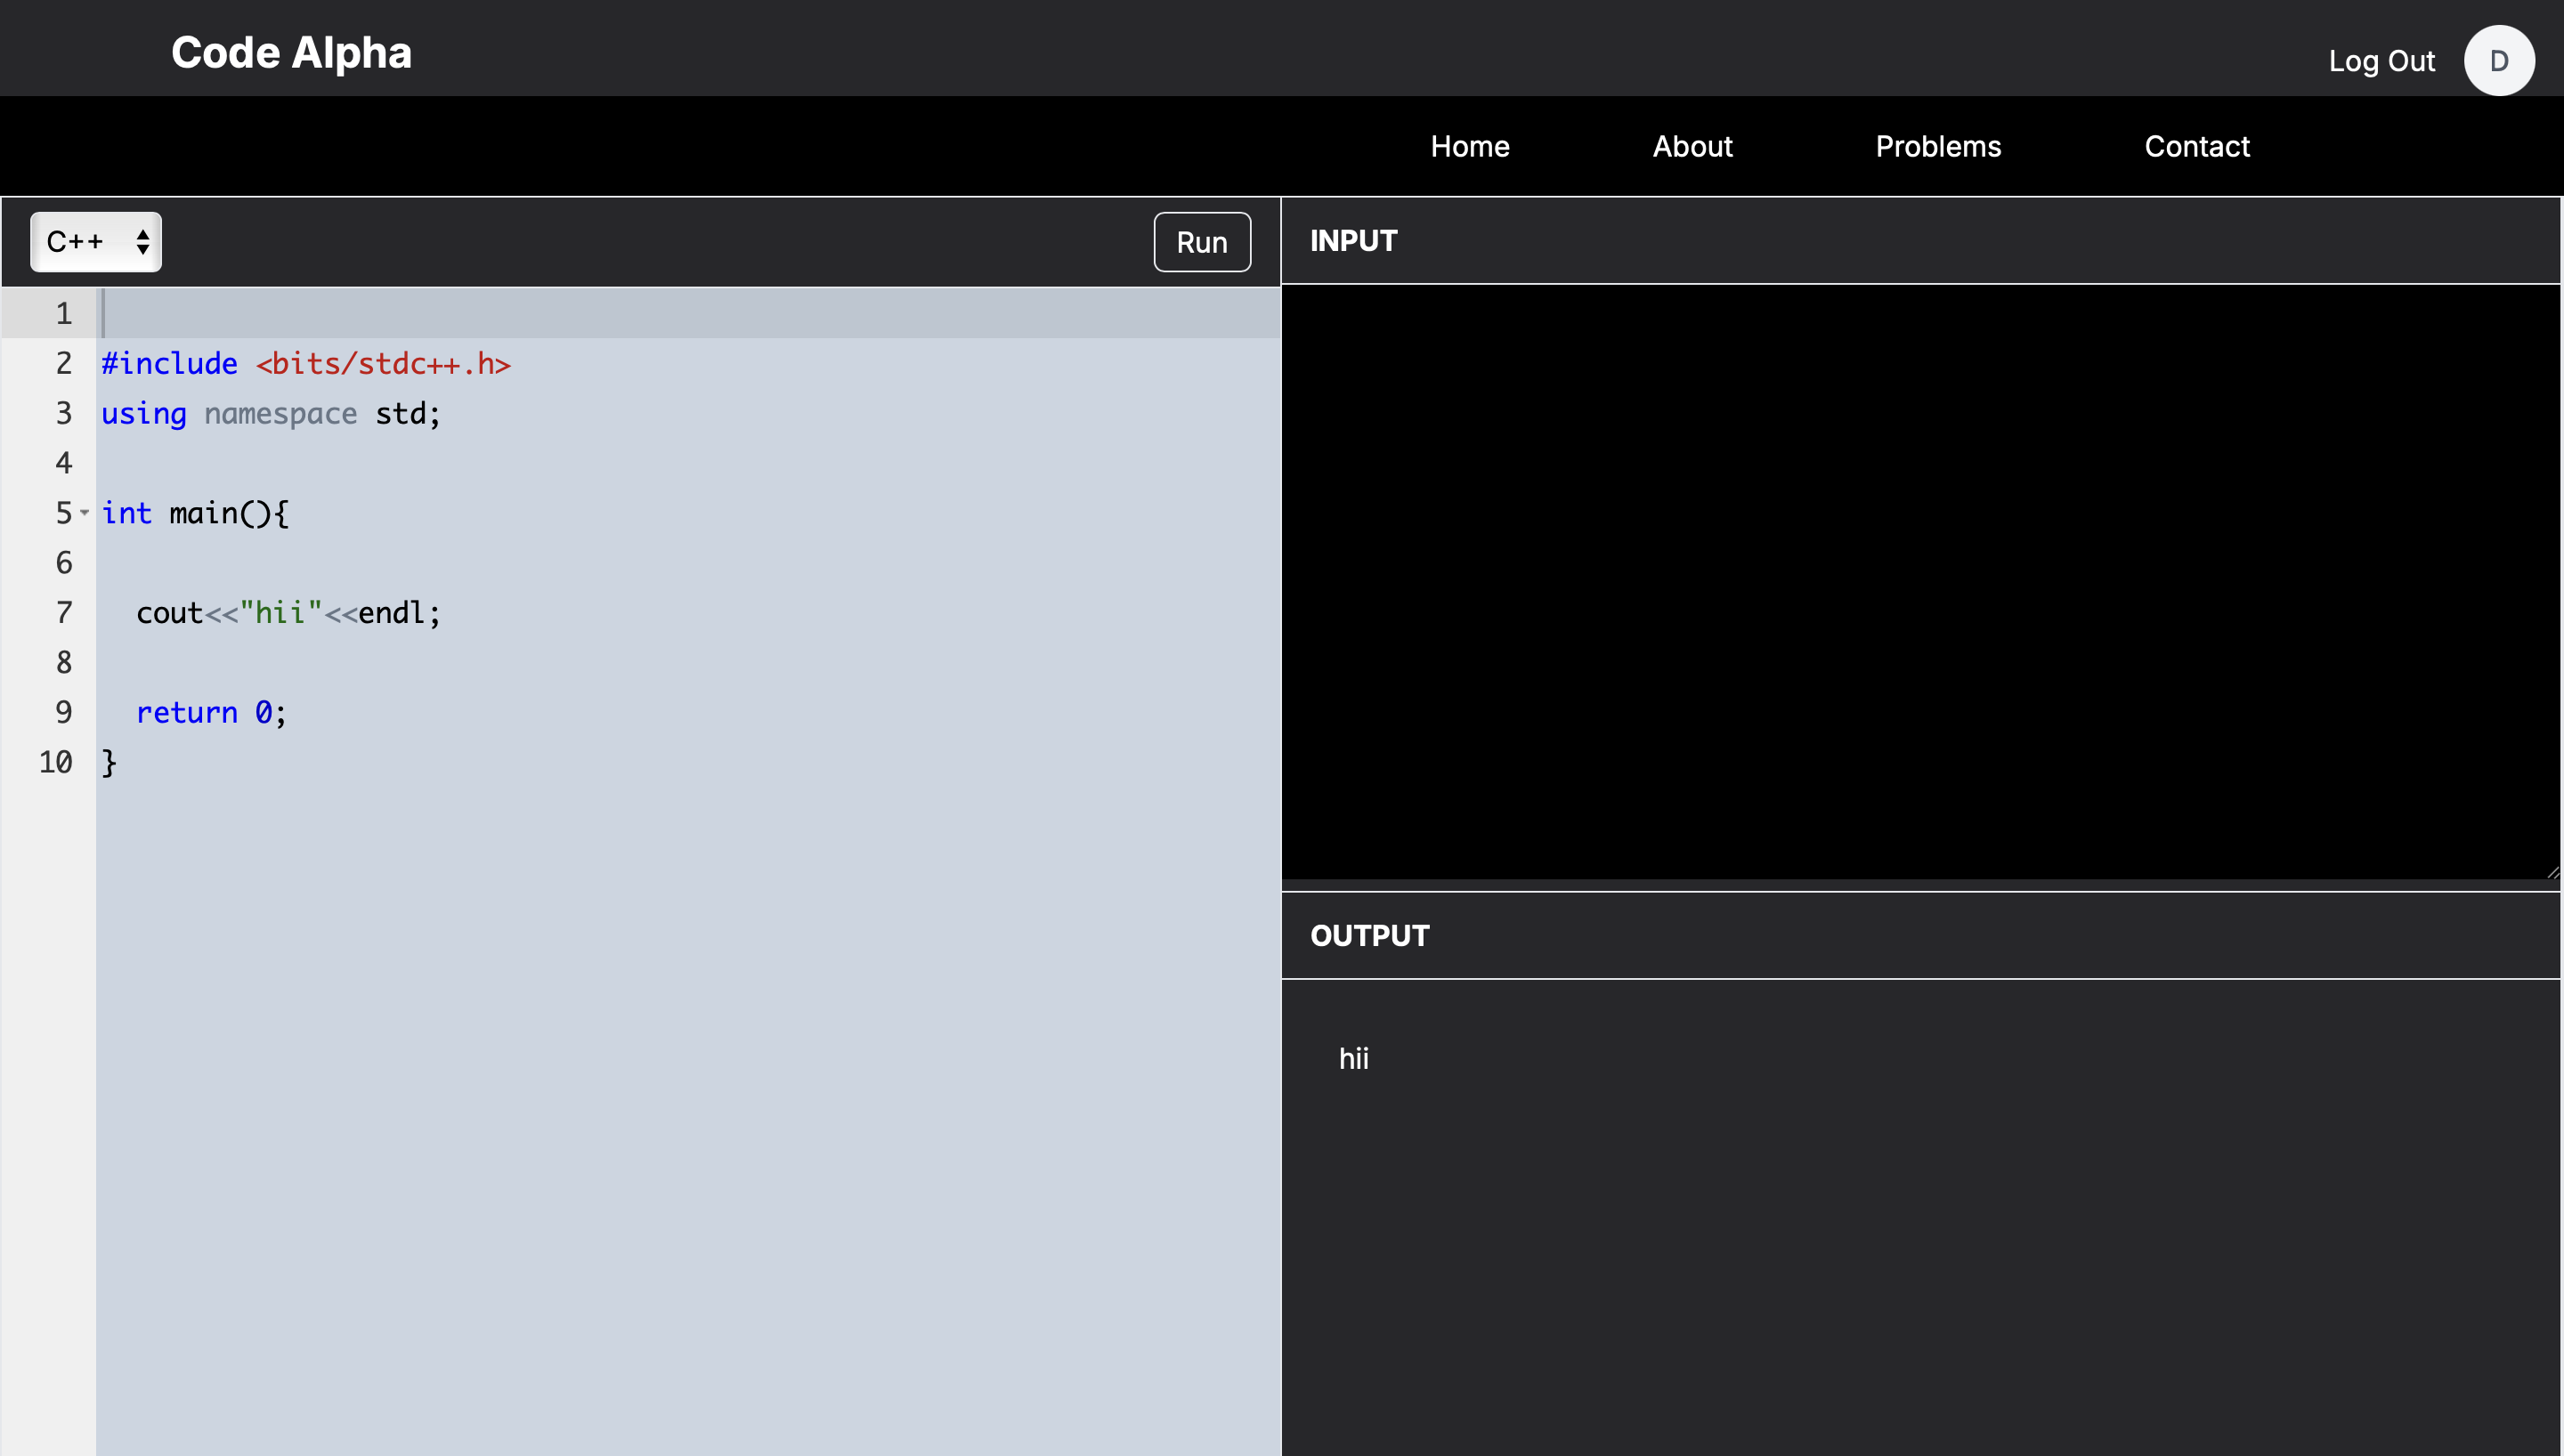 Code Alpha
Log Out D
Home About Problems Contact
C++ Run
1
2 #include <bits/stdc++.h>
3 using namespace std;
4
5 int main(){
6
7   cout<<"hii"<<endl;
8
9   return 0;
10 }
INPUT
OUTPUT
hii